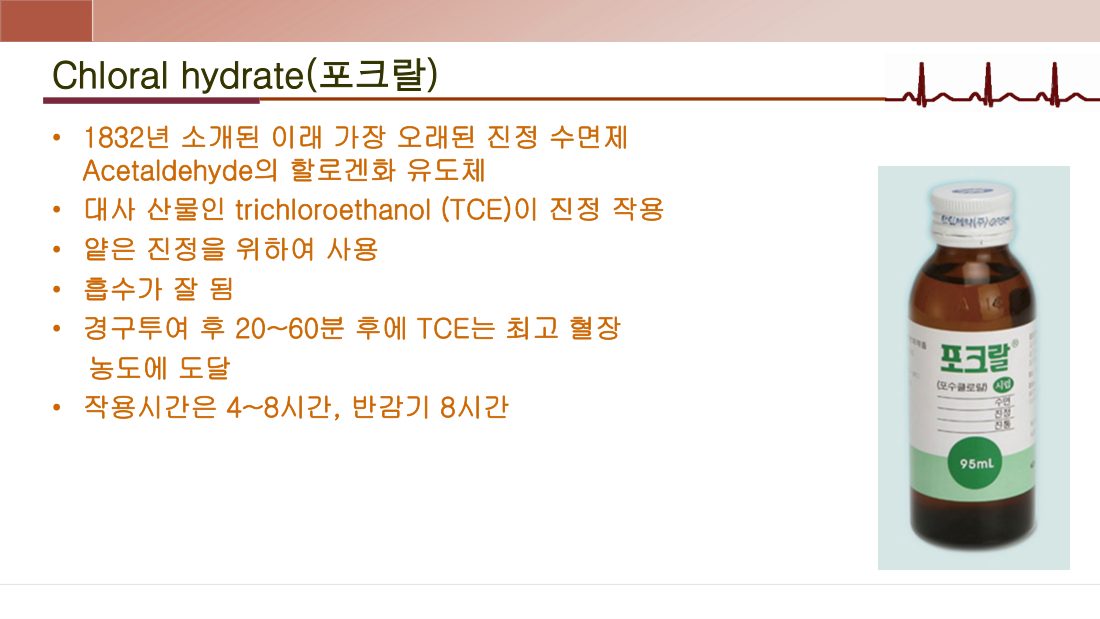 Chloral hydrate(포크랄)
• 1832년 소개된 이래 가장 오래된 진정 수면제
Acetaldehyde의 할로겐화 유도체
• 대사 산물인 trichloroethanol (TCE)이 진정 작용
• 얕은 진정을 위하여 사용
• 흡수가 잘 됨
• 경구투여 후 20~60분 후에 TCE는 최고 혈장
농도에 도달
• 작용시간은 4~8시간, 반감기 8시간
포크랄®
(포수클로랄) 시럽
수면
진정
진통
95mL